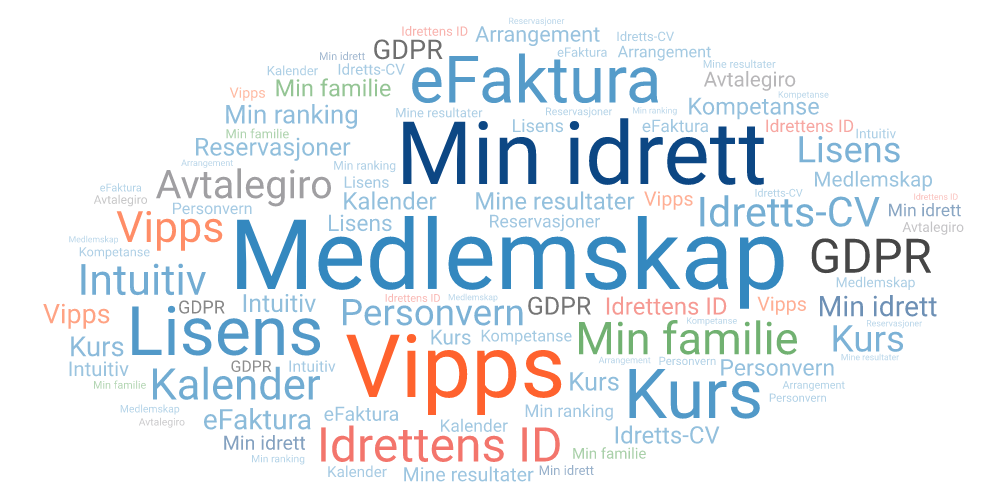 Reservasjoner
Idrettens ID
Arrangement
Idretts-CV
GDPR
Min idrett
eFaktura
Arrangement
Kalender
Idretts-CV
eFaktura
Mine resultater
Avtalegiro
Vipps
Min familie
Kompetanse
Min ranking
Mine resultater
Reservasjoner
Min ranking
Kompetanse
Min familie
Lisens
eFaktura
Idrettens ID
Intuitiv
Reservasjoner
Min idrett
Lisens
Arrangement
Min ranking
Avtalegiro
Lisens
Medlemskap
eFaktura
Avtalegiro
Kalender
Mine resultater
Vipps
Idretts-CV
Idrettens ID
Personvern
Idretts-CV
Min idrett
Vipps
Lisens
Reservasjoner
Avtalegiro
Medlemskap
Kompetanse
Medlemskap
GDPR
Intuitiv
Medlemskap
Vipps
GDPR
Intuitiv
Idrettens ID
Medlemskap
Personvern
GDPR
Idrettens ID
Vipps
Min idrett
Lisens
Kompetanse
Reservasjoner
Kurs
Kurs
Kompetanse
Min familie
Kurs
Mine resultater
Intuitiv
GDPR
Intuitiv
Vipps
Arrangement
Personvern
Personvern
Min familie
Kalender
Kurs
Kurs
Arrangement
Personvern
Medlemskap
Avtalegiro
eFaktura
eFaktura
Min ranking
Kalender
Idretts-CV
Min idrett
Idrettens ID
Min familie
Min ranking
Kalender
Mine resultater
Min idrett